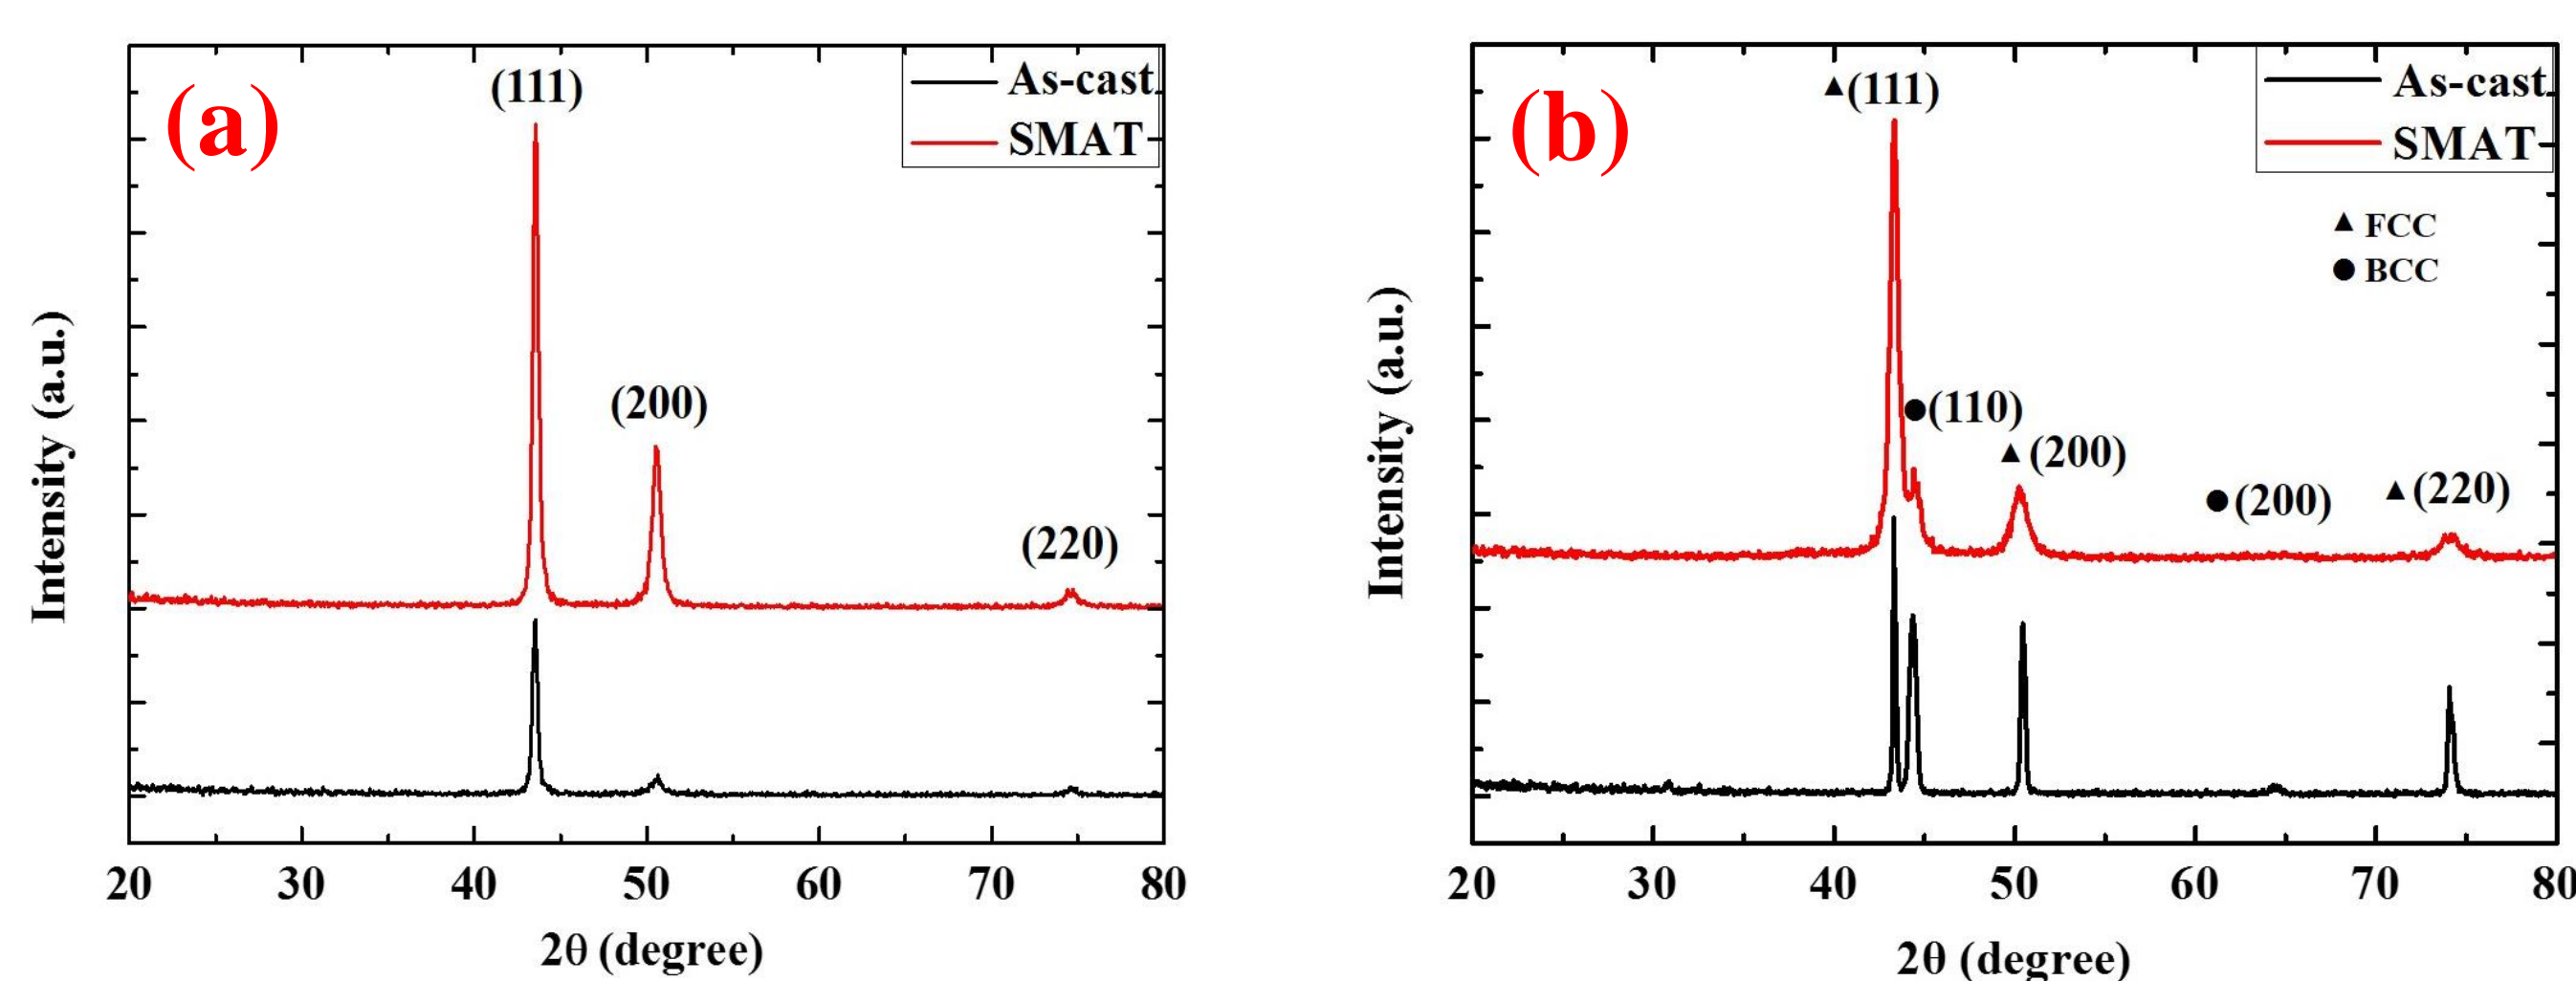 (a)
As-cast
SMAT
(111)
(200)
(220)
Intensity (a.u.)
20 30 40 50 60 70 80
2θ (degree)
(b)
As-cast
SMAT
▲ FCC
● BCC
▲(111)
●(110)
▲(200)
●(200)
▲(220)
Intensity (a.u.)
20 30 40 50 60 70 80
2θ (degree)